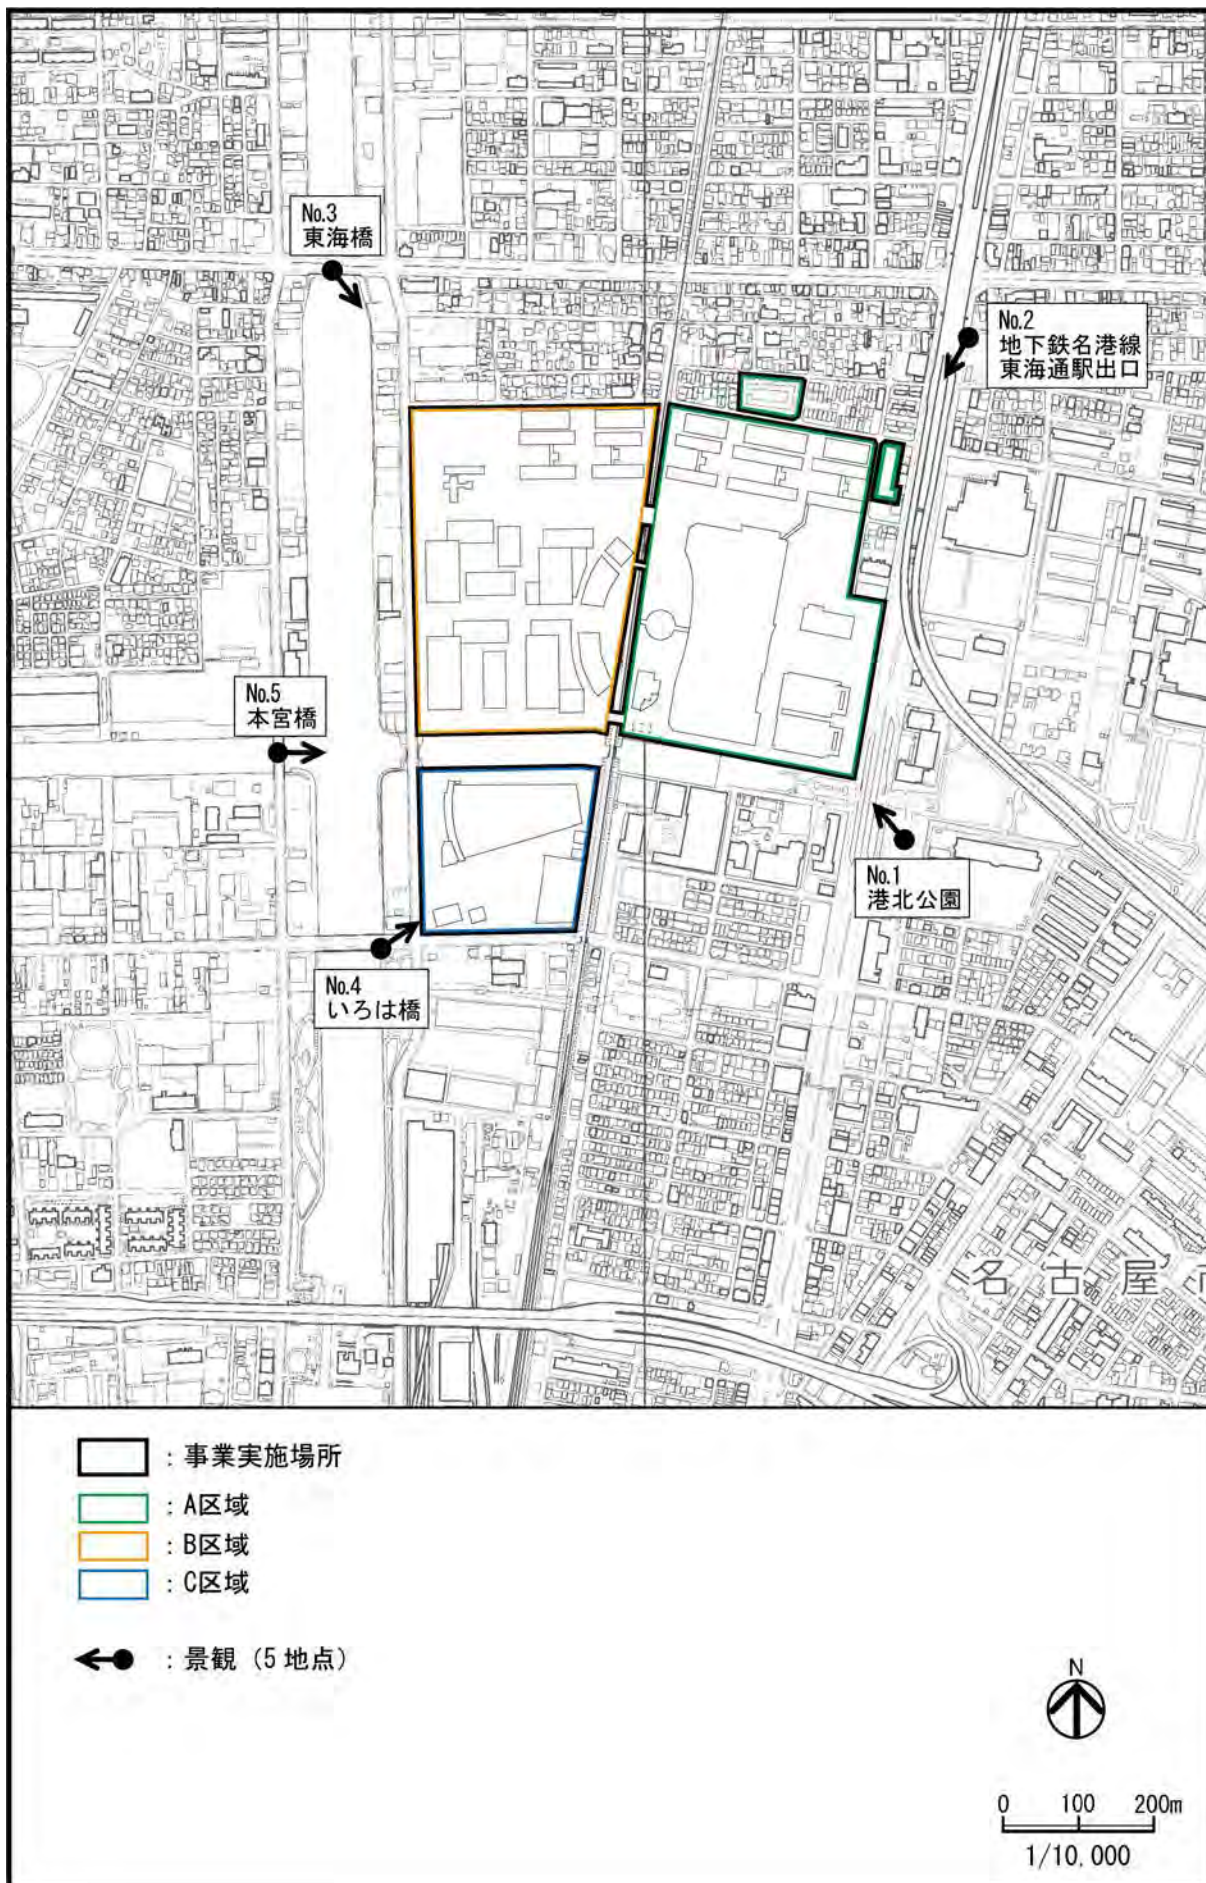 No.3
東海橋
No.2
地下鉄名港線
東海通駅出口
No.5
本宮橋
No.1
港北公園
No.4
いろは橋
名古屋市
：事業実施場所
：A区域
：B区域
：C区域
：景観（5地点）
N
0 100 200m
1/10,000